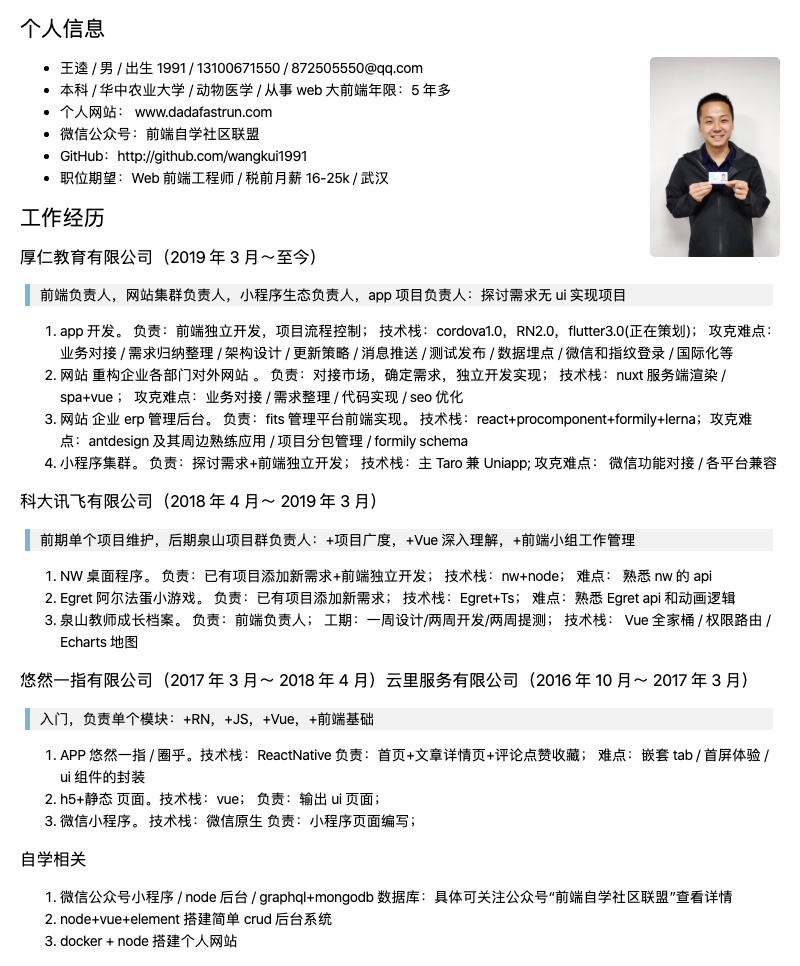 个人信息
王逵 / 男 / 出生 1991 / 13100671550 / 872505550@qq.com
本科 / 华中农业大学 / 动物医学 / 从事 web 大前端年限：5 年多
个人网站： www.dadafastrun.com
微信公众号：前端自学社区联盟
GitHub：http://github.com/wangkui1991
职位期望：Web 前端工程师 / 税前月薪 16-25k / 武汉
工作经历
厚仁教育有限公司（2019 年 3 月～至今）
前端负责人，网站集群负责人，小程序生态负责人，app 项目负责人：探讨需求无 ui 实现项目
1. app 开发。 负责：前端独立开发，项目流程控制； 技术栈：cordova1.0，RN2.0，flutter3.0(正在策划)； 攻克难点：
业务对接 / 需求归纳整理 / 架构设计 / 更新策略 / 消息推送 / 测试发布 / 数据埋点 / 微信和指纹登录 / 国际化等
2. 网站 重构企业各部门对外网站 。 负责：对接市场，确定需求，独立开发实现； 技术栈：nuxt 服务端渲染 /
spa+vue ； 攻克难点：业务对接 / 需求整理 / 代码实现 / seo 优化
3. 网站 企业 erp 管理后台。 负责：fits 管理平台前端实现。 技术栈：react+procomponent+formily+lerna；攻克难
点：antdesign 及其周边熟练应用 / 项目分包管理 / formily schema
4. 小程序集群。 负责：探讨需求+前端独立开发； 技术栈：主 Taro 兼 Uniapp; 攻克难点： 微信功能对接 / 各平台兼容
科大讯飞有限公司（2018 年 4 月～ 2019 年 3 月）
前期单个项目维护，后期泉山项目群负责人：+项目广度，+Vue 深入理解，+前端小组工作管理
1. NW 桌面程序。 负责：已有项目添加新需求+前端独立开发； 技术栈：nw+node； 难点： 熟悉 nw 的 api
2. Egret 阿尔法蛋小游戏。 负责：已有项目添加新需求； 技术栈：Egret+Ts； 难点：熟悉 Egret api 和动画逻辑
3. 泉山教师成长档案。 负责：前端负责人； 工期：一周设计/两周开发/两周提测； 技术栈： Vue 全家桶 / 权限路由 /
Echarts 地图
悠然一指有限公司（2017 年 3 月～ 2018 年 4 月）云里服务有限公司（2016 年 10 月～ 2017 年 3 月）
入门，负责单个模块：+RN，+JS，+Vue，+前端基础
1. APP 悠然一指 / 圈乎。技术栈：ReactNative 负责：首页+文章详情页+评论点赞收藏； 难点：嵌套 tab / 首屏体验 /
ui 组件的封装
2. h5+静态 页面。技术栈：vue； 负责：输出 ui 页面；
3. 微信小程序。 技术栈：微信原生 负责：小程序页面编写；
自学相关
1. 微信公众号小程序 / node 后台 / graphql+mongodb 数据库：具体可关注公众号“前端自学社区联盟”查看详情
2. node+vue+element 搭建简单 crud 后台系统
3. docker + node 搭建个人网站